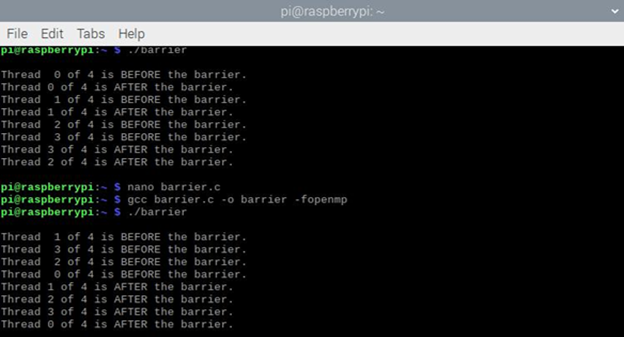 pi@raspberrypi: ~
File Edit Tabs Help
pi@raspberrypi:~ $ ./barrier
Thread  0 of 4 is BEFORE the barrier.
Thread 0 of 4 is AFTER the barrier.
Thread  1 of 4 is BEFORE the barrier.
Thread 1 of 4 is AFTER the barrier.
Thread  2 of 4 is BEFORE the barrier.
Thread  3 of 4 is BEFORE the barrier.
Thread 3 of 4 is AFTER the barrier.
Thread 2 of 4 is AFTER the barrier.
pi@raspberrypi:~ $ nano barrier.c
pi@raspberrypi:~ $ gcc barrier.c -o barrier -fopenmp
pi@raspberrypi:~ $ ./barrier
Thread  1 of 4 is BEFORE the barrier.
Thread  3 of 4 is BEFORE the barrier.
Thread  2 of 4 is BEFORE the barrier.
Thread  0 of 4 is BEFORE the barrier.
Thread 1 of 4 is AFTER the barrier.
Thread 2 of 4 is AFTER the barrier.
Thread 3 of 4 is AFTER the barrier.
Thread 0 of 4 is AFTER the barrier.